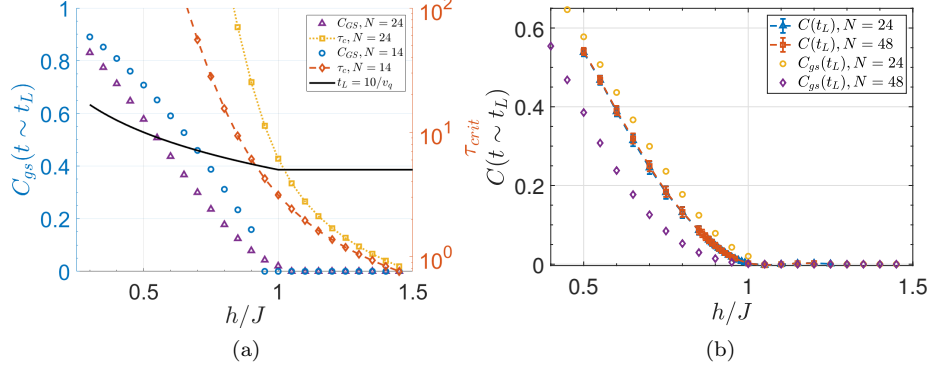 C_{GS}, N = 24
τ_c, N = 24
C_{GS}, N = 14
τ_c, N = 14
t_L = 10/v_q
C_{gs}(t ∼ t_L)
1
0.8
0.6
0.4
0.2
0
10^2
10^1
10^0
τ_{crit}
0.5
1
1.5
h/J
(a)
C(t_L), N = 24
C(t_L), N = 48
C_{gs}(t_L), N = 24
C_{gs}(t_L), N = 48
C(t ∼ t_L)
0.6
0.4
0.2
0
0.5
1
1.5
h/J
(b)